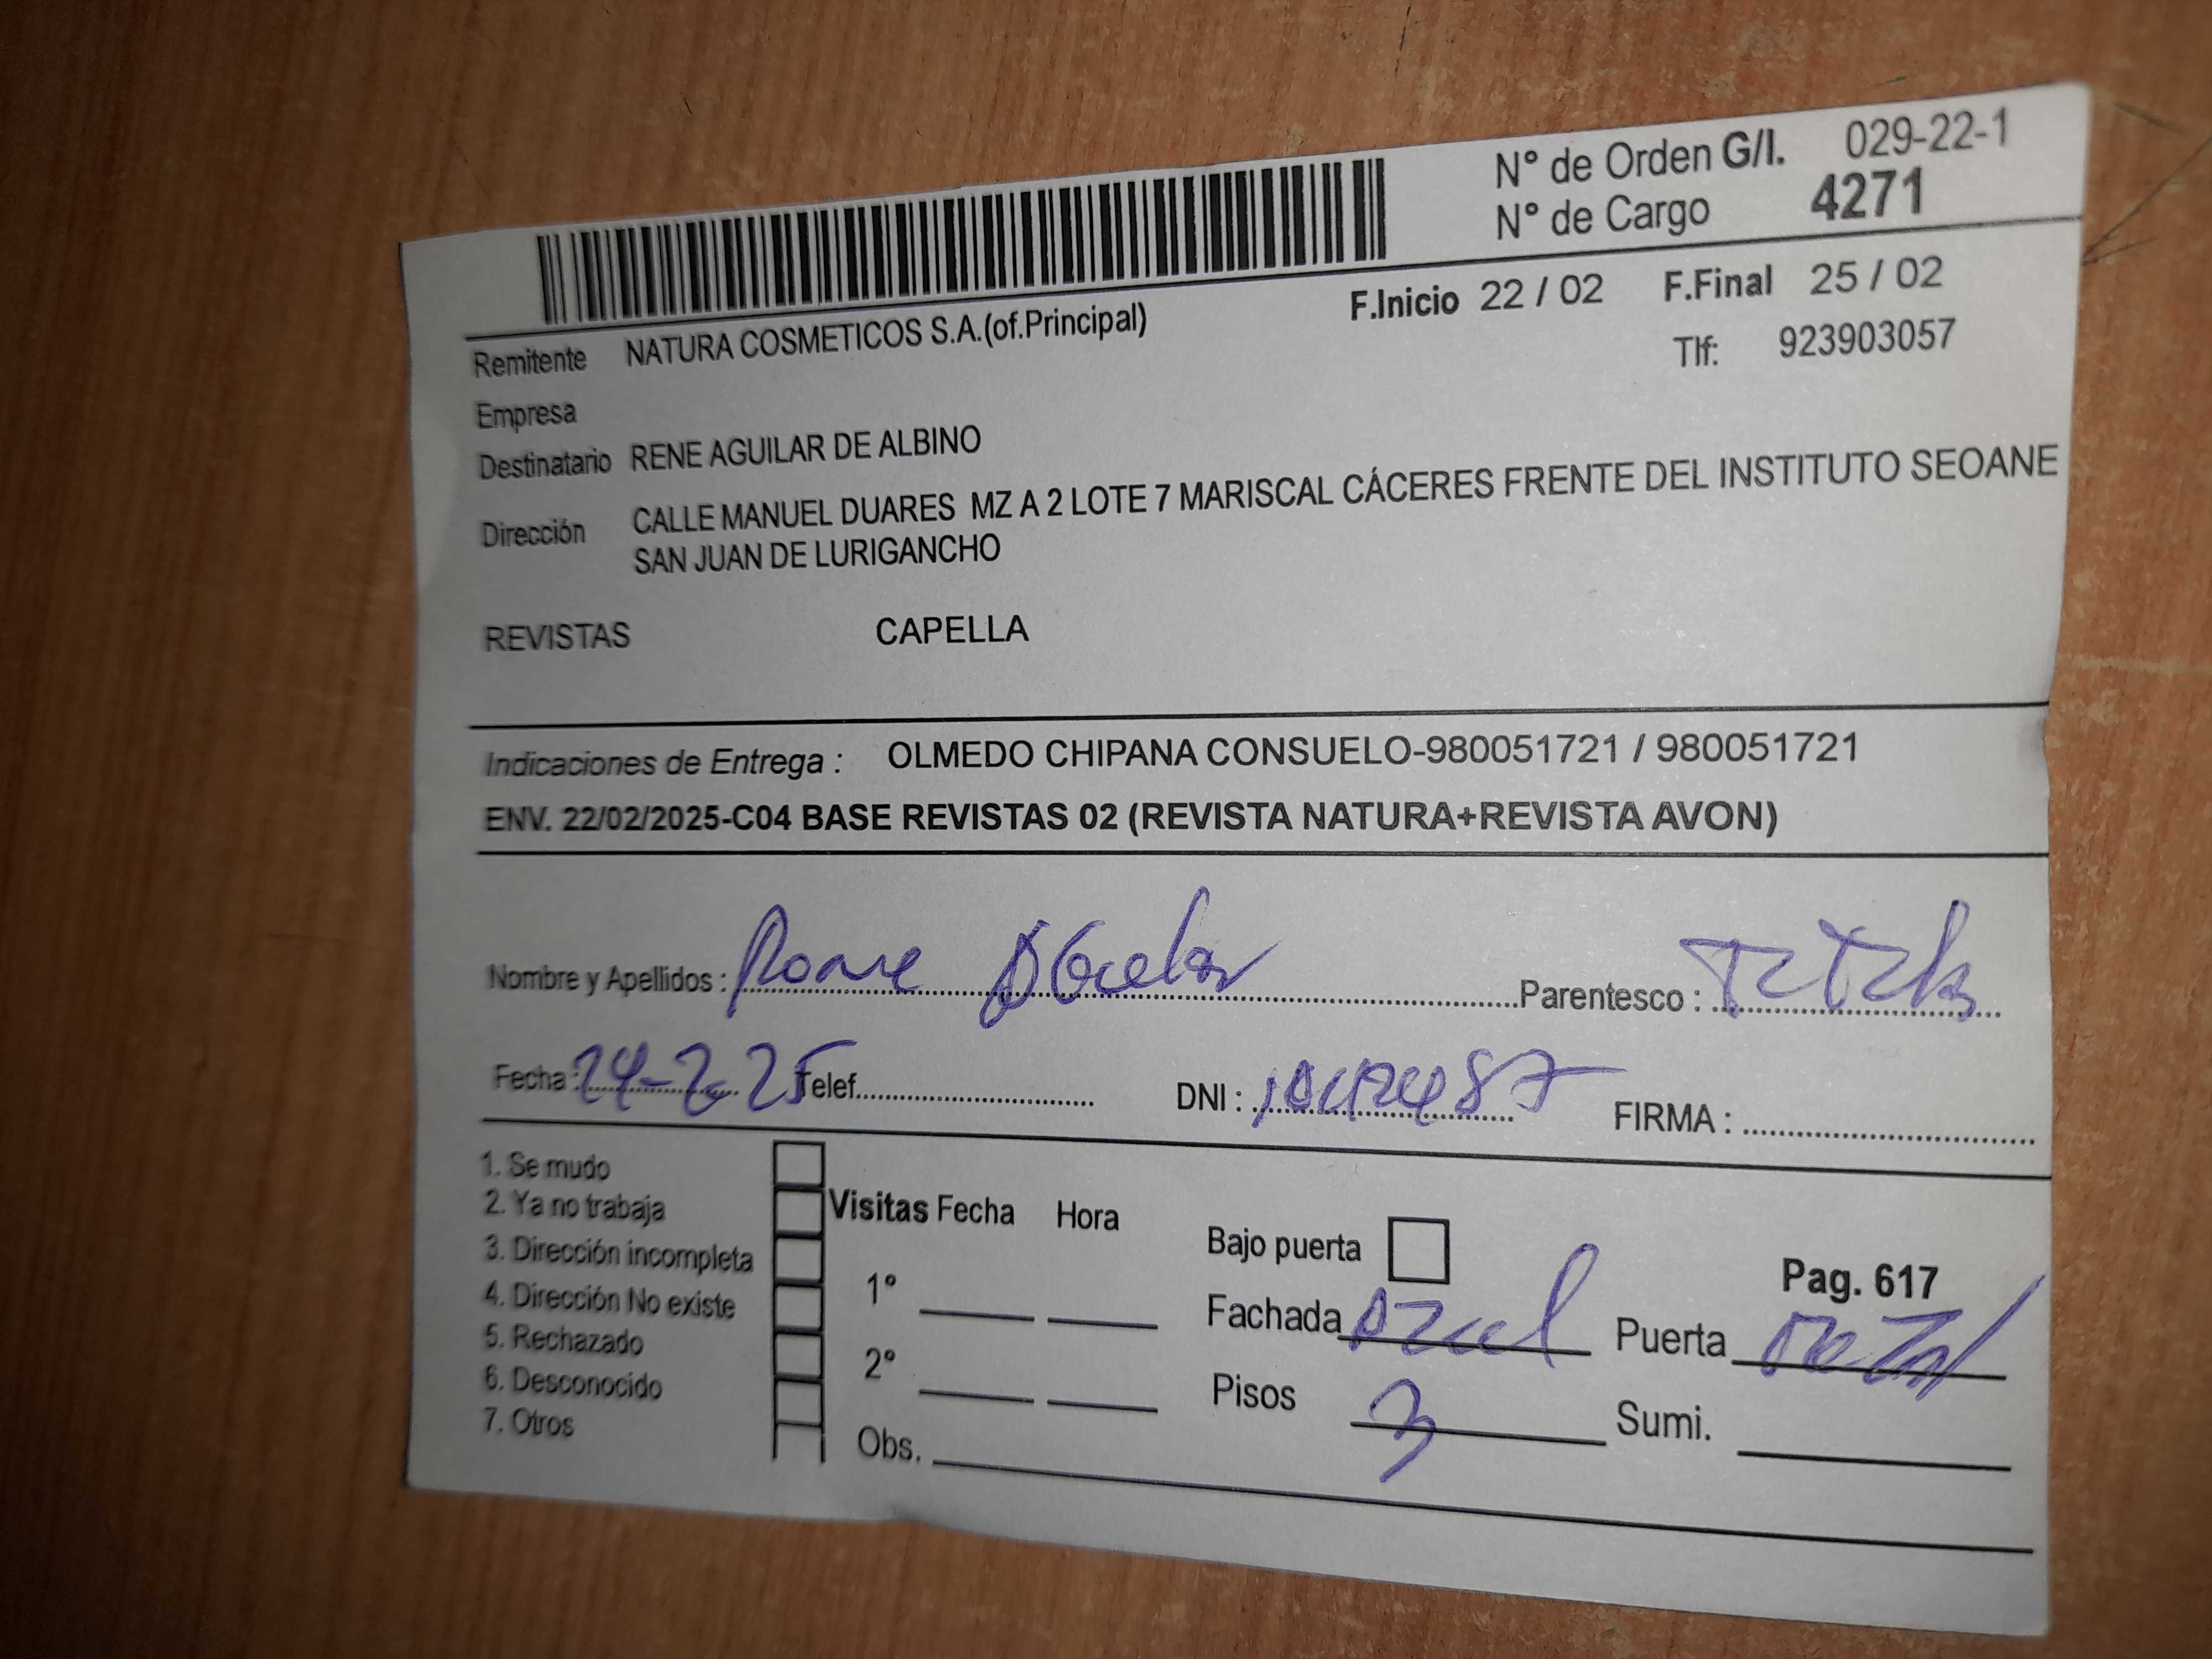 N° de Orden G/I. 029-22-1
N° de Cargo 4271
F.Inicio 22 / 02 F.Final 25 / 02
Remitente NATURA COSMETICOS S.A.(of.Principal) Tlf: 923903057
Empresa
Destinatario RENE AGUILAR DE ALBINO
Dirección CALLE MANUEL DUARES MZ A 2 LOTE 7 MARISCAL CÁCERES FRENTE DEL INSTITUTO SEOANE
SAN JUAN DE LURIGANCHO
REVISTAS CAPELLA
Indicaciones de Entrega : OLMEDO CHIPANA CONSUELO-980051721 / 980051721
ENV. 22/02/2025-C04 BASE REVISTAS 02 (REVISTA NATURA+REVISTA AVON)
Nombre y Apellidos : Parentesco :
Fecha : 24-2-25 Telef. DNI : FIRMA :
1. Se mudo
2. Ya no trabaja Visitas Fecha Hora
3. Dirección incompleta Bajo puerta
4. Dirección No existe 1° Pag. 617
5. Rechazado Fachada Azul Puerta Metal
6. Desconocido 2° Pisos 3
7. Otros Obs. Sumi.